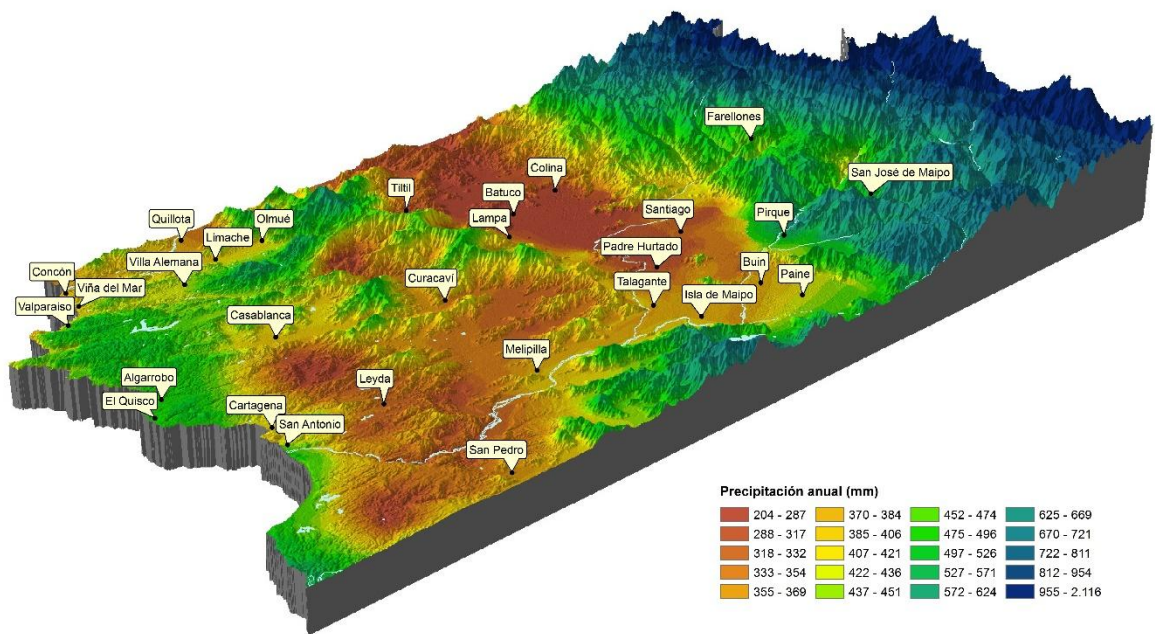 Farellones
Colina
San José de Maipo
Tiltil
Batuco
Santiago
Pirque
Quillota
Olmué
Lampa
Limache
Padre Hurtado
Villa Alemana
Buin
Paine
Concón
Curacaví
Talagante
Viña del Mar
Isla de Maipo
Valparaiso
Casablanca
Melipilla
Algarrobo
Leyda
El Quisco
Cartagena
San Antonio
San Pedro
Precipitación anual (mm)
204 - 287 370 - 384 452 - 474 625 - 669
288 - 317 385 - 406 475 - 496 670 - 721
318 - 332 407 - 421 497 - 526 722 - 811
333 - 354 422 - 436 527 - 571 812 - 954
355 - 369 437 - 451 572 - 624 955 - 2.116